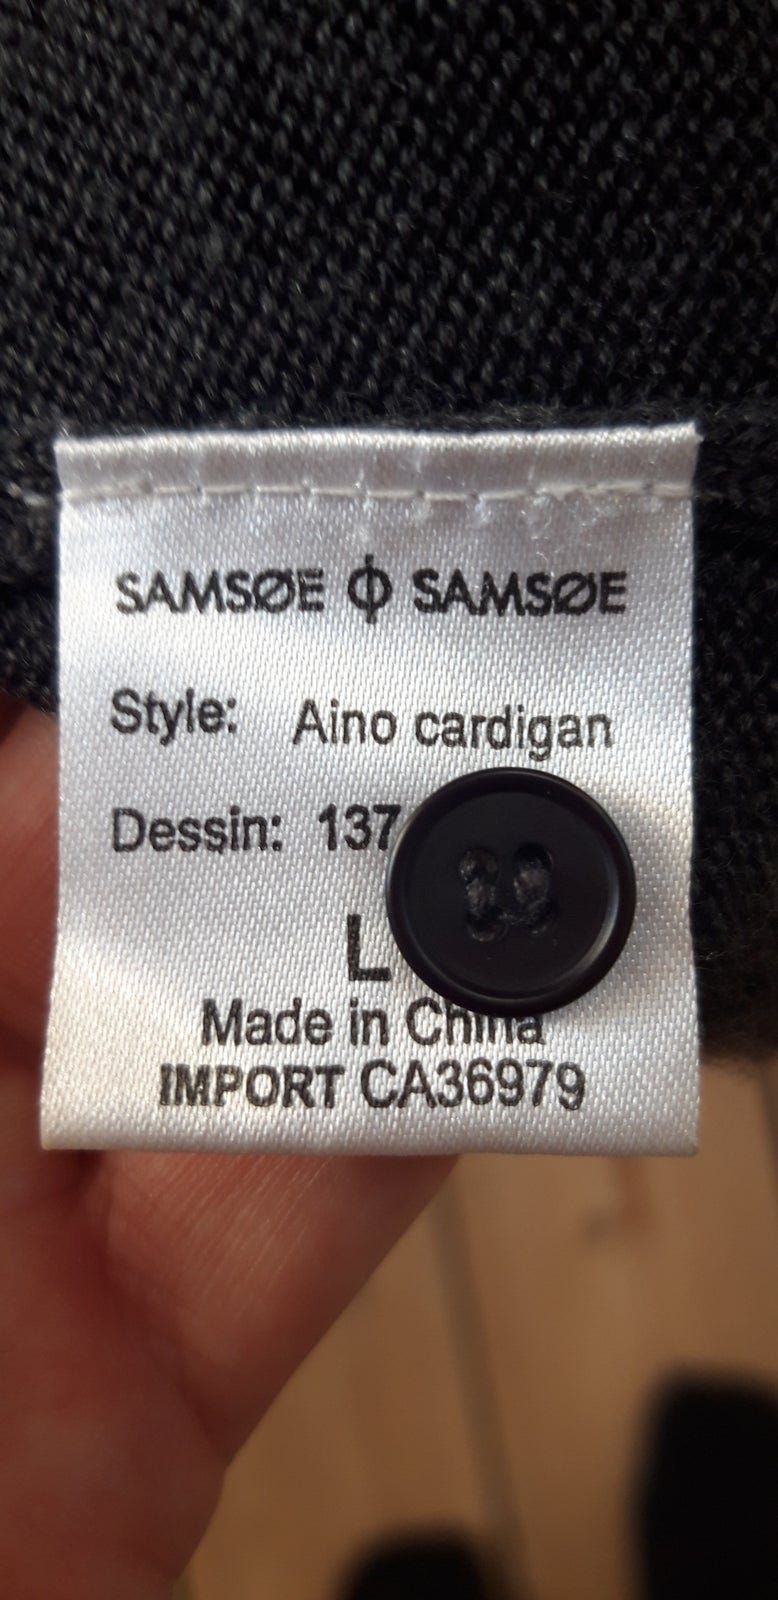 SAMSØE ϕ SAMSØE
Style: Aino cardigan
Dessin: 137
L
Made in China
IMPORT CA36979